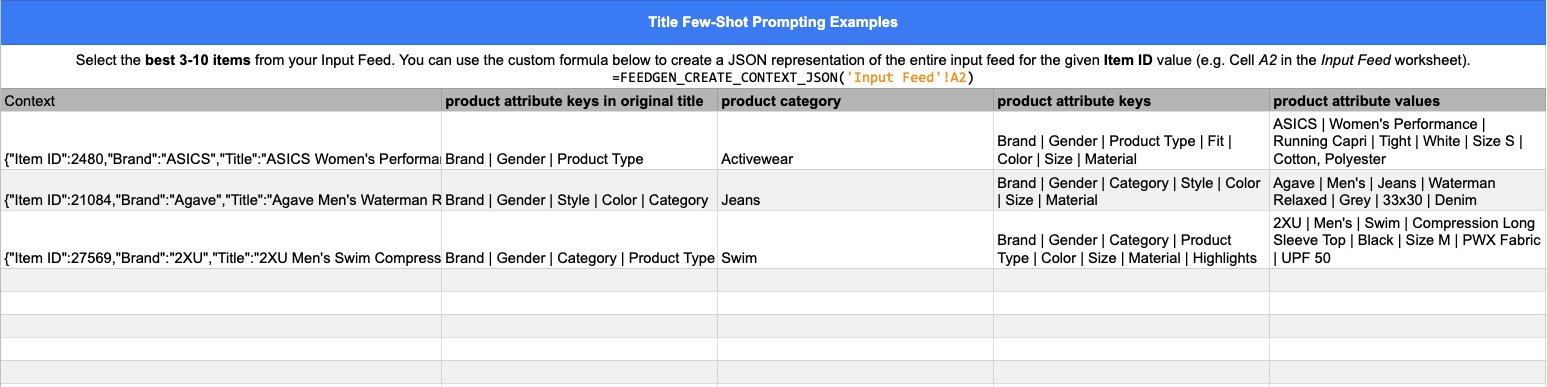 Title Few-Shot Prompting Examples
Select the best 3-10 items from your Input Feed. You can use the custom formula below to create a JSON representation of the entire input feed for the given Item ID value (e.g. Cell A2 in the Input Feed worksheet).
=FEEDGEN_CREATE_CONTEXT_JSON('Input Feed'!A2)
Context product attribute keys in original title product category product attribute keys product attribute values
{"Item ID":2480,"Brand":"ASICS","Title":"ASICS Women's Performa
Brand | Gender | Product Type
Activewear
Brand | Gender | Product Type | Fit |
Color | Size | Material
ASICS | Women's Performance |
Running Capri | Tight | White | Size S |
Cotton, Polyester
{"Item ID":21084,"Brand":"Agave","Title":"Agave Men's Waterman R
Brand | Gender | Style | Color | Category
Jeans
Brand | Gender | Category | Style | Color
| Size | Material
Agave | Men's | Jeans | Waterman
Relaxed | Grey | 33x30 | Denim
{"Item ID":27569,"Brand":"2XU","Title":"2XU Men's Swim Compress
Brand | Gender | Category | Product Type
Swim
Brand | Gender | Category | Product
Type | Color | Size | Material | Highlights
2XU | Men's | Swim | Compression Long
Sleeve Top | Black | Size M | PWX Fabric
| UPF 50